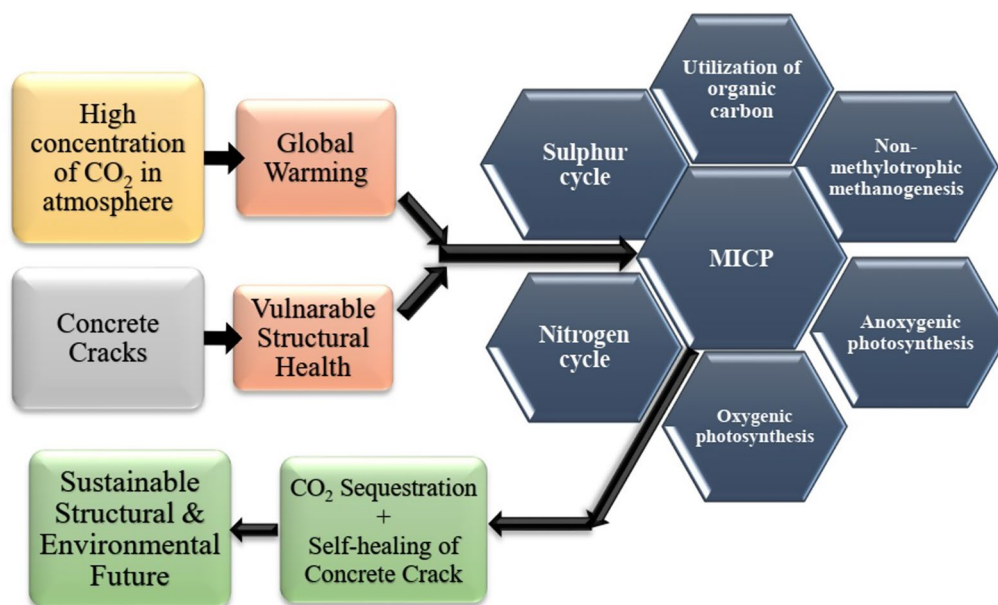 High
concentration
of CO₂ in
atmosphere
Global
Warming
Concrete
Cracks
Vulnarable
Structural
Health
Utilization of
organic
carbon
Sulphur
cycle
Non-
methylotrophic
methanogenesis
MICP
Nitrogen
cycle
Anoxygenic
photosynthesis
Oxygenic
photosynthesis
CO₂ Sequestration
+
Self-healing of
Concrete Crack
Sustainable
Structural &
Environmental
Future